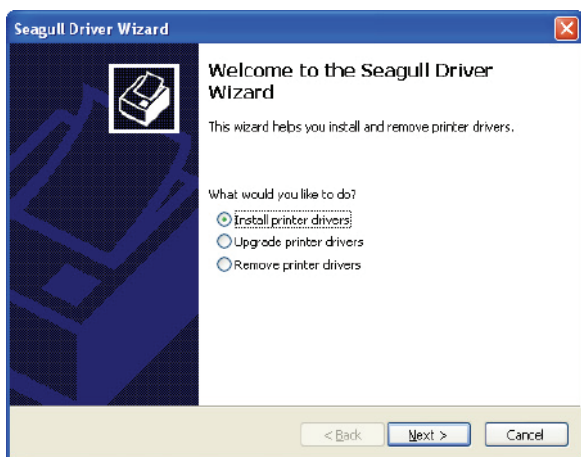 Seagull Driver Wizard
Welcome to the Seagull Driver
Wizard
This wizard helps you install and remove printer drivers.
What would you like to do?
Install printer drivers
Upgrade printer drivers
Remove printer drivers
< Back
Next >
Cancel